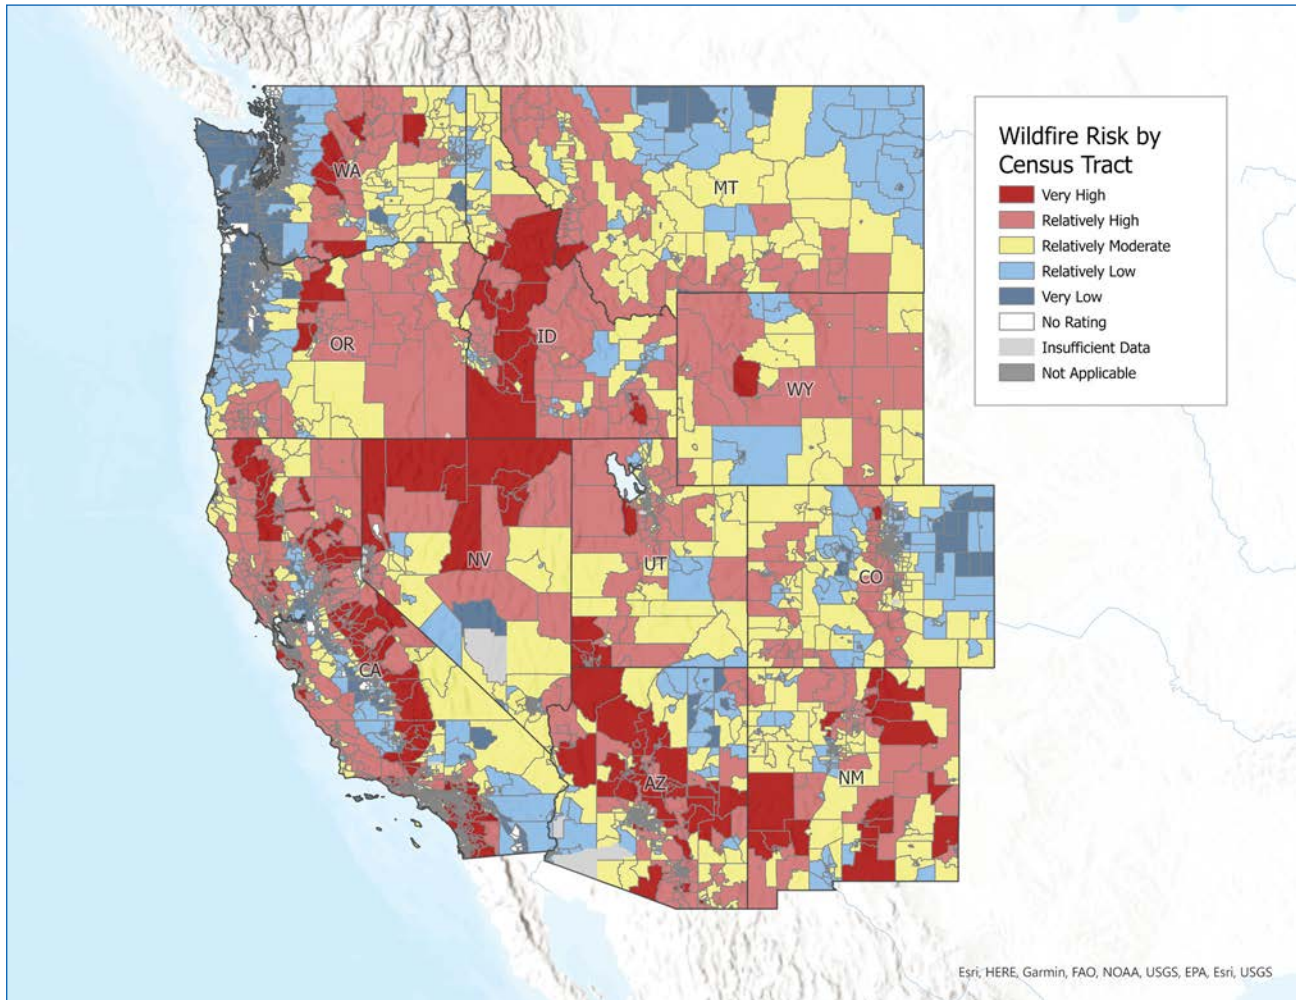 Wildfire Risk by
Census Tract
Very High
Relatively High
Relatively Moderate
Relatively Low
Very Low
No Rating
Insufficient Data
Not Applicable
WA
MT
OR
ID
WY
NV
UT
CO
CA
AZ
NM
Esri, HERE, Garmin, FAO, NOAA, USGS, EPA, Esri, USGS